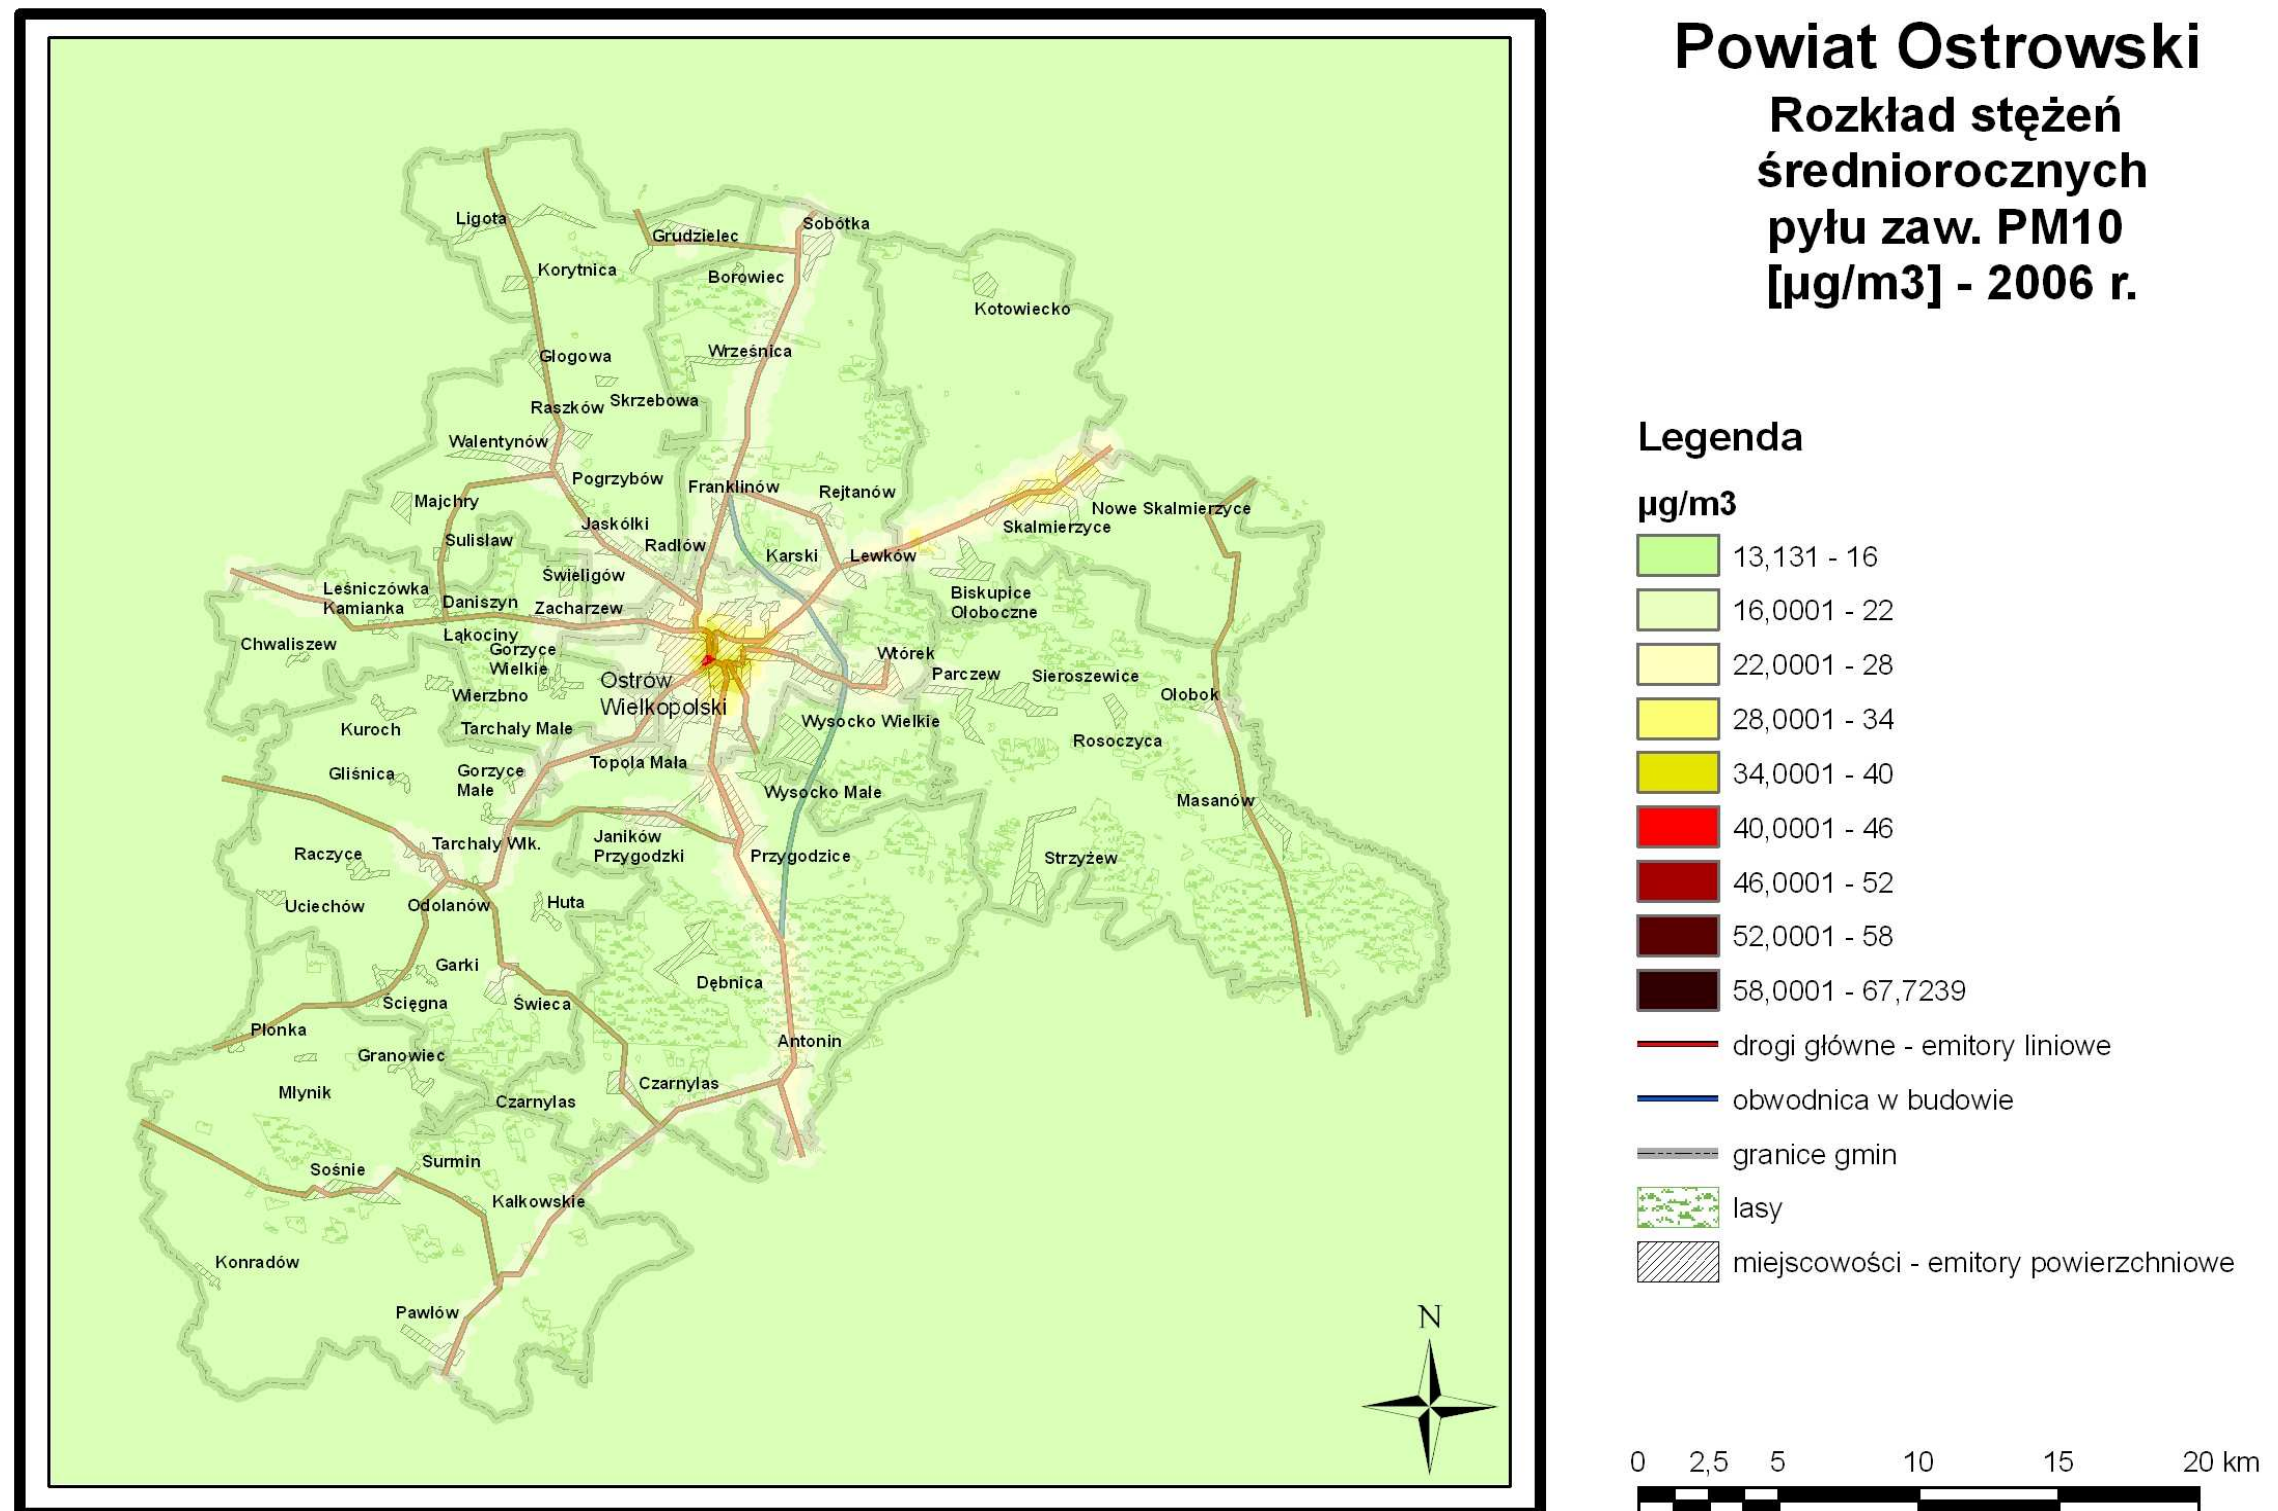 Powiat Ostrowski
Rozkład stężeń
średniorocznych
pyłu zaw. PM10
[µg/m3] - 2006 r.
Legenda
µg/m3
13,131 - 16
16,0001 - 22
22,0001 - 28
28,0001 - 34
34,0001 - 40
40,0001 - 46
46,0001 - 52
52,0001 - 58
58,0001 - 67,7239
drogi główne - emitory liniowe
obwodnica w budowie
granice gmin
lasy
miejscowości - emitory powierzchniowe
0 2,5 5 10 15 20 km
N
Ligota
Grudzielec
Sobótka
Korytnica
Borowiec
Kotowiecko
Głogowa
Wrześnica
Raszków
Skrzebowa
Walentynów
Pogrzybów
Franklinów
Rejtanów
Majchry
Nowe Skalmierzyce
Jaskółki
Skalmierzyce
Sulisław
Radłów
Karski
Lewków
Świeligów
Leśniczówka
Kamianka
Daniszyn
Zacharzew
Biskupice
Ołoboczne
Chwaliszew
Łąkociny
Gorzyce
Wielkie
Wtórek
Parczew
Sieroszewice
Ostrów
Wielkopolski
Wierzbno
Ołobok
Kuroch
Tarchały Małe
Wysocko Wielkie
Rosoczyca
Gliśnica
Gorzyce
Małe
Topola Mała
Wysocko Małe
Masanów
Raczyce
Tarchały Wlk.
Janików
Przygodzki
Przygodzice
Strzyżew
Uciechów
Odolanów
Huta
Garki
Dębnica
Ścięgna
Świeca
Płonka
Granowiec
Antonin
Młynik
Czarnylas
Czarnylas
Sośnie
Surmin
Kałkowskie
Konradów
Pawłów